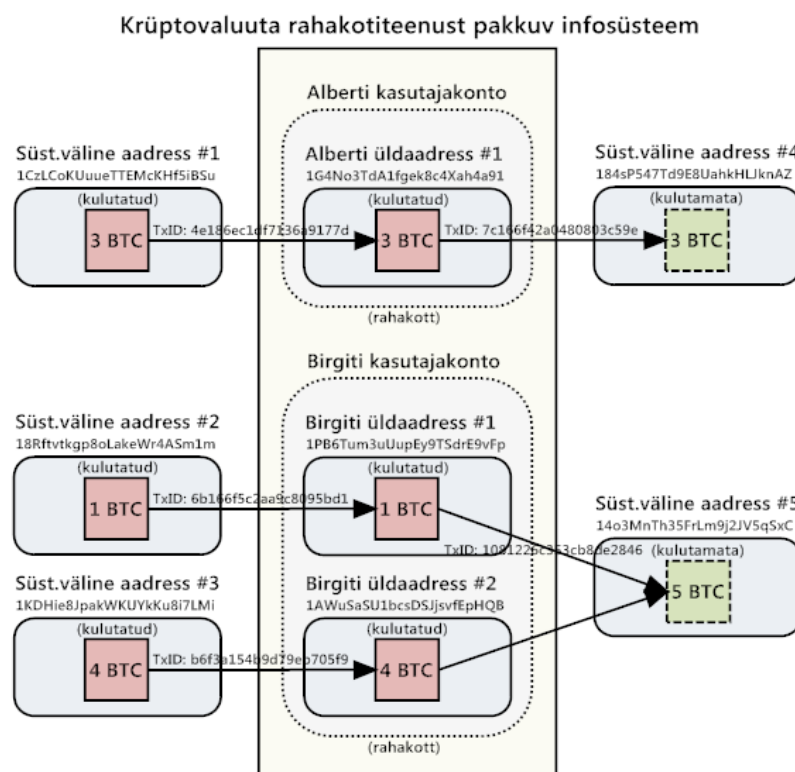 Krüptovaluuta rahakotiteenust pakkuv infosüsteem
Alberti kasutajakonto
Süst.väline aadress #1
1CzLCoKUuueTTEMcKHf5iBSu
(kulutatud)
3 BTC
TxID: 4e186ec1df7136a9177d
Alberti üldaadress #1
1G4No3TdA1fgek8c4Xah4a91
(kulutatud)
3 BTC
TxID: 7c166f42a0480803c59e
Süst.väline aadress #4
184sP547Td9E8UahkHLJknAZ
(kulutamata)
3 BTC
(rahakott)
Birgiti kasutajakonto
Süst.väline aadress #2
18Rftvtkgp8oLakeWr4ASm1m
(kulutatud)
1 BTC
TxID: 6b166f5c2aa9c8095bd1
Birgiti üldaadress #1
1PB6Tum3uUupEy9TSdrE9vFp
(kulutatud)
1 BTC
TxID: 1081226c353cb8de2846
Süst.väline aadress #5
14o3MnTh35FrLm9j2JV5qSxC
(kulutamata)
5 BTC
Süst.väline aadress #3
1KDHie8JpakWKUYkKu8i7LMi
(kulutatud)
4 BTC
TxID: b6f3a154b9d79eb705f9
Birgiti üldaadress #2
1AWuSaSU1bcsDSJjsvfEpHQB
(kulutatud)
4 BTC
(rahakott)